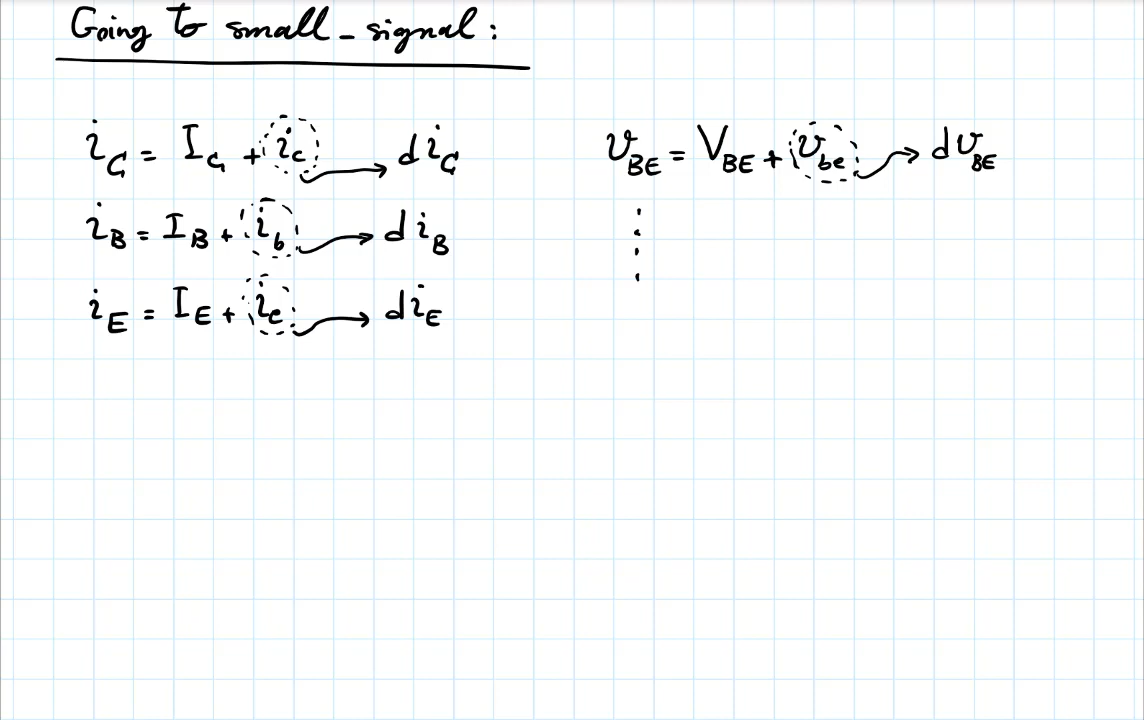 Going to small-signal:
i_C = I_C + i_c → di_C
i_B = I_B + i_b → di_B
i_E = I_E + i_e → di_E
v_BE = V_BE + v_be → dv_BE
⋮